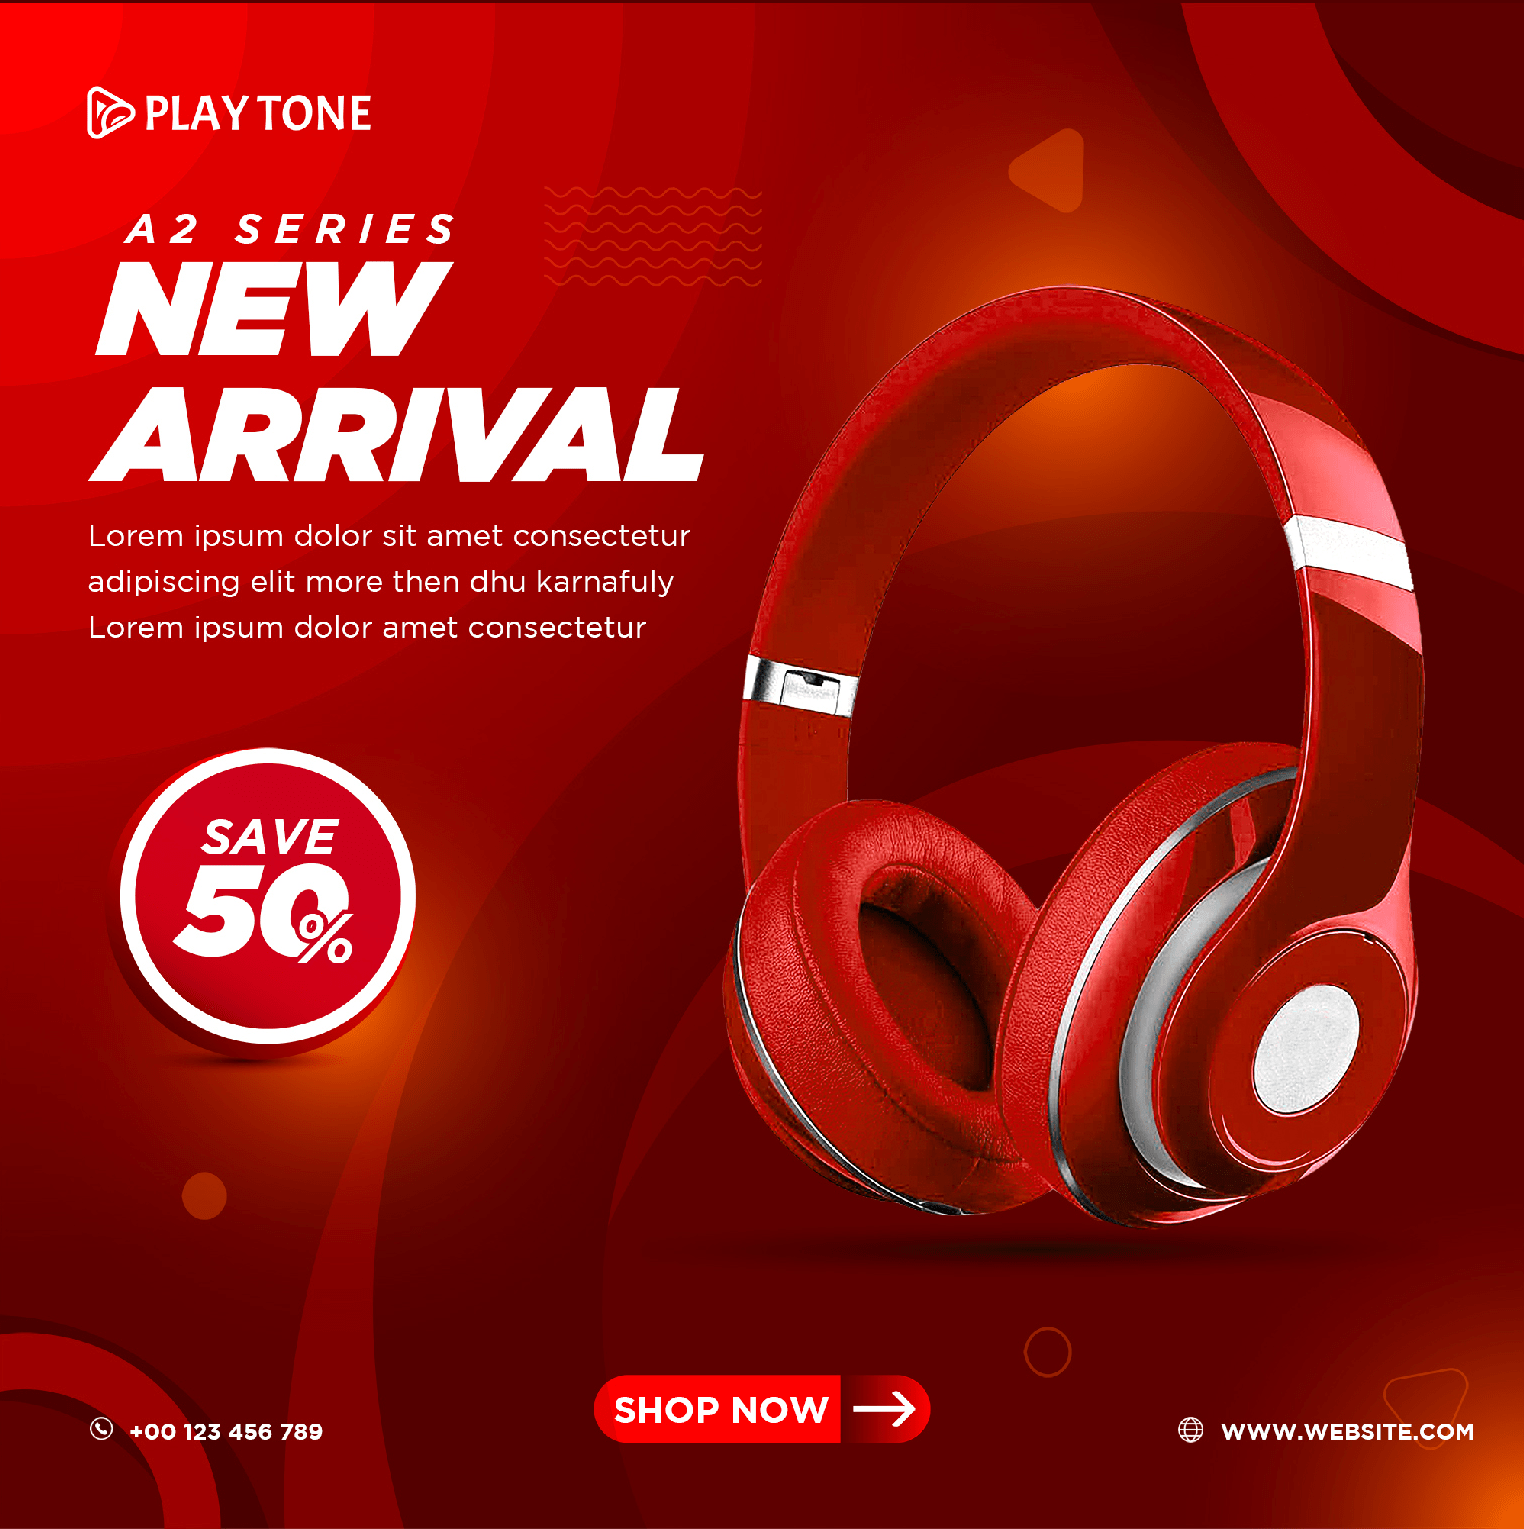 PLAY TONE
A2 SERIES
NEW
ARRIVAL
Lorem ipsum dolor sit amet consectetur
adipiscing elit more then dhu karnafuly
Lorem ipsum dolor amet consectetur
SAVE
50%
SHOP NOW
+00 123 456 789
WWW.WEBSITE.COM